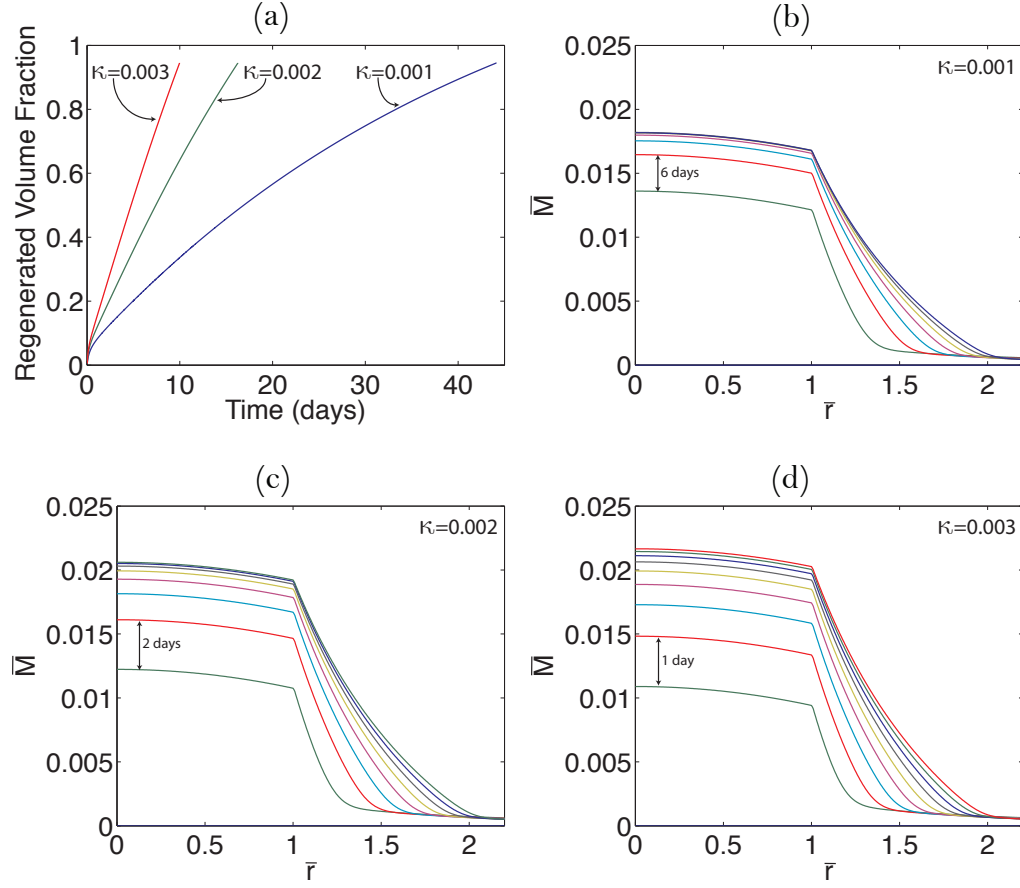 (a)
Regenerated Volume Fraction
1
0.8
0.6
0.4
0.2
0
ϰ=0.003
ϰ=0.002
ϰ=0.001
0 10 20 30 40
Time (days)
(b)
M̅
0.025
0.02
0.015
0.01
0.005
0
ϰ=0.001
6 days
0 0.5 1 1.5 2
r̅
(c)
M̅
0.025
0.02
0.015
0.01
0.005
0
ϰ=0.002
2 days
0 0.5 1 1.5 2
r̅
(d)
M̅
0.025
0.02
0.015
0.01
0.005
0
ϰ=0.003
1 day
0 0.5 1 1.5 2
r̅